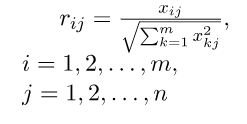 r_{ij} = \frac{x_{ij}}{\sqrt{\sum_{k=1}^{m} x_{kj}^{2}}},
i = 1, 2, \ldots, m,
j = 1, 2, \ldots, n